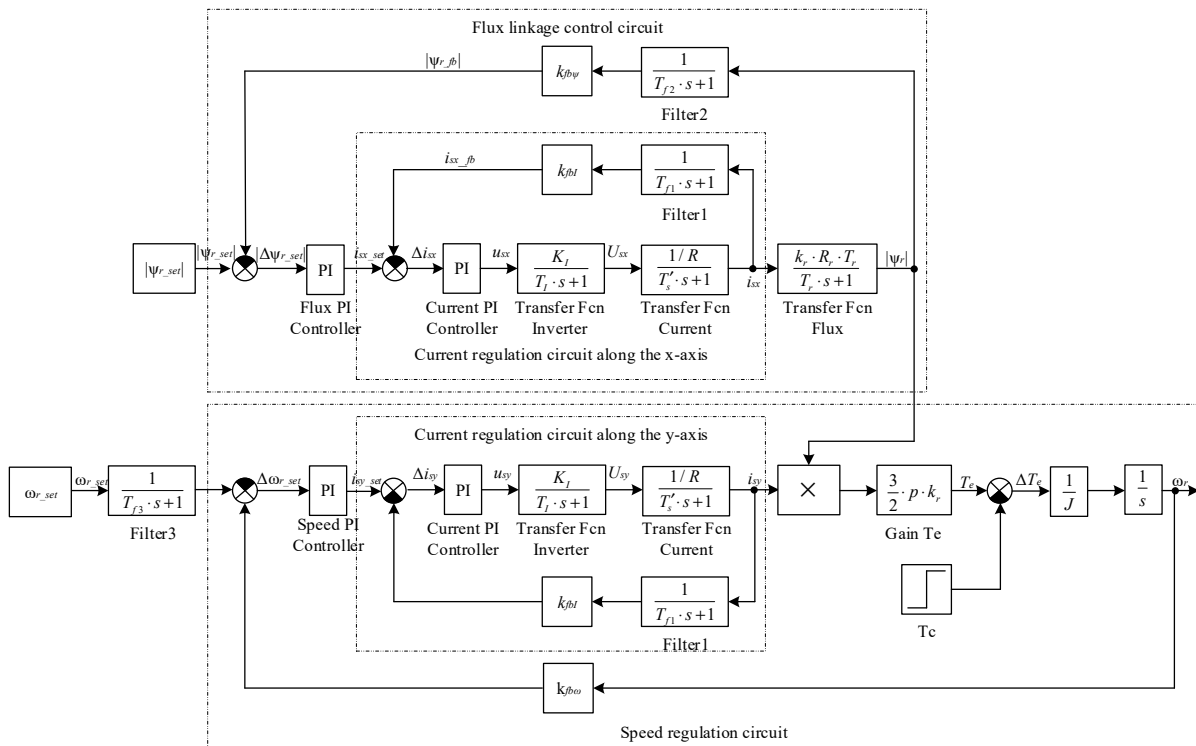 Flux linkage control circuit
|ψr_fb|
kfbψ
1
Tf2·s+1
Filter2
isx_fb
kfbI
1
Tf1·s+1
Filter1
|ψr_set|
|ψr_set|
|Δψr_set|
PI
isx_set
Δisx
PI
usx
KI
TI·s+1
Usx
1/R
Ts′·s+1
isx
kr·Rr·Tr
Tr·s+1
|ψr|
Flux PI
Controller
Current PI
Controller
Transfer Fcn
Inverter
Transfer Fcn
Current
Transfer Fcn
Flux
Current regulation circuit along the x-axis
Current regulation circuit along the y-axis
ωr_set
ωr_set
1
Tf3·s+1
Filter3
Δωr_set
PI
isy_set
Δisy
PI
usy
KI
TI·s+1
Usy
1/R
Ts′·s+1
isy
×
3
2
·p·kr
Te
ΔTe
1
J
1
s
ωr
Speed PI
Controller
Current PI
Controller
Transfer Fcn
Inverter
Transfer Fcn
Current
Gain Te
kfbI
1
Tf1·s+1
Filter1
Tc
kfbω
Speed regulation circuit